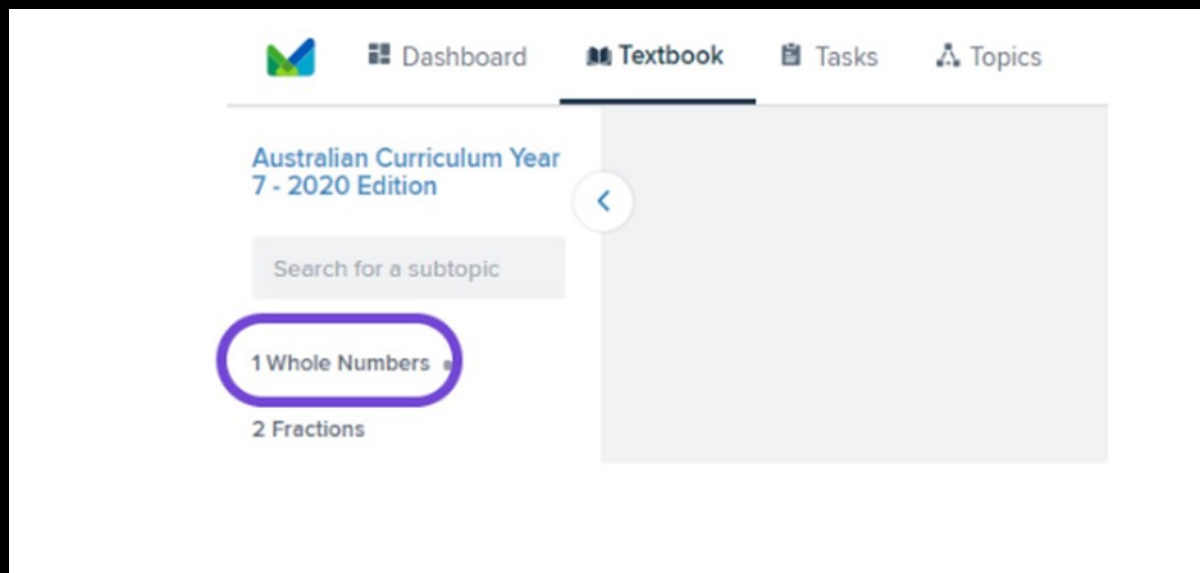 Dashboard Textbook Tasks Topics
Australian Curriculum Year
7 - 2020 Edition
Search for a subtopic
1 Whole Numbers
2 Fractions